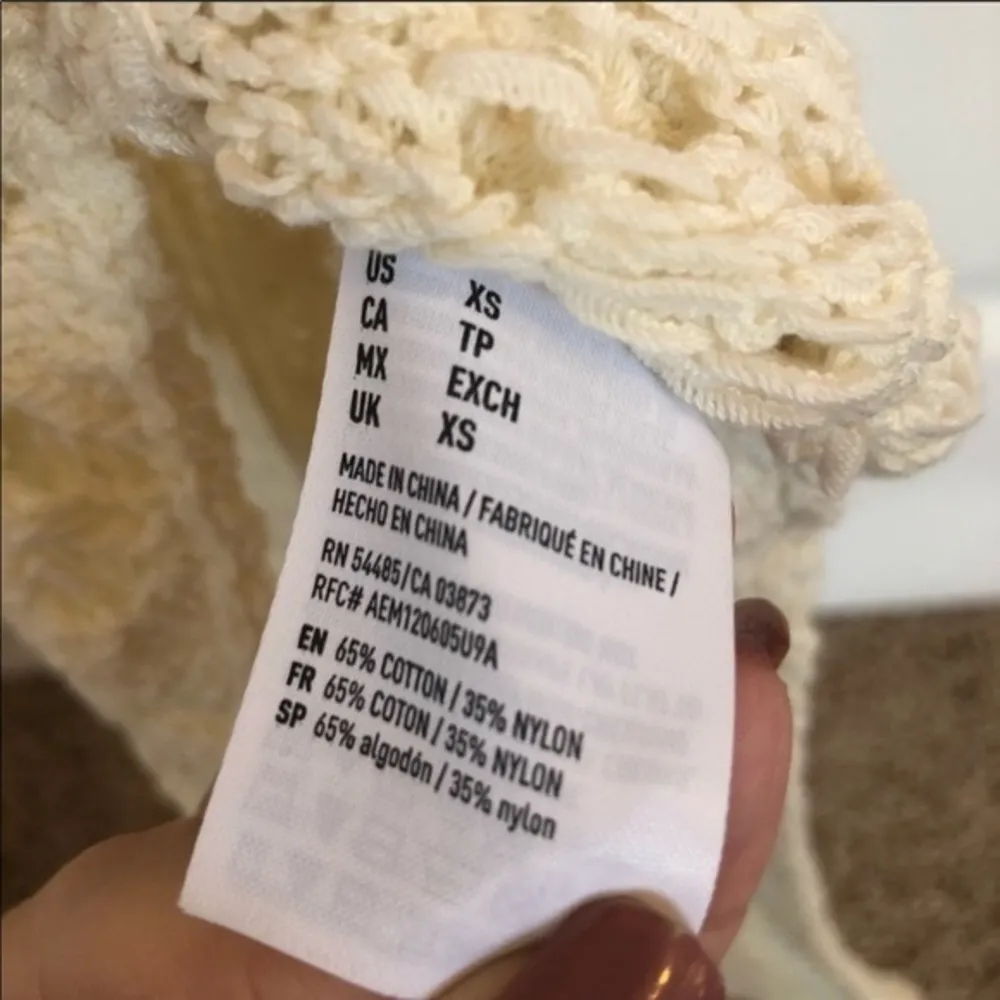 US XS
CA TP
MX EXCH
UK XS
MADE IN CHINA / FABRIQUÉ EN CHINE /
HECHO EN CHINA
RN 54485/CA 03873
RFC# AEM120605U9A
EN 65% COTTON / 35% NYLON
FR 65% COTON / 35% NYLON
SP 65% algodón / 35% nylon